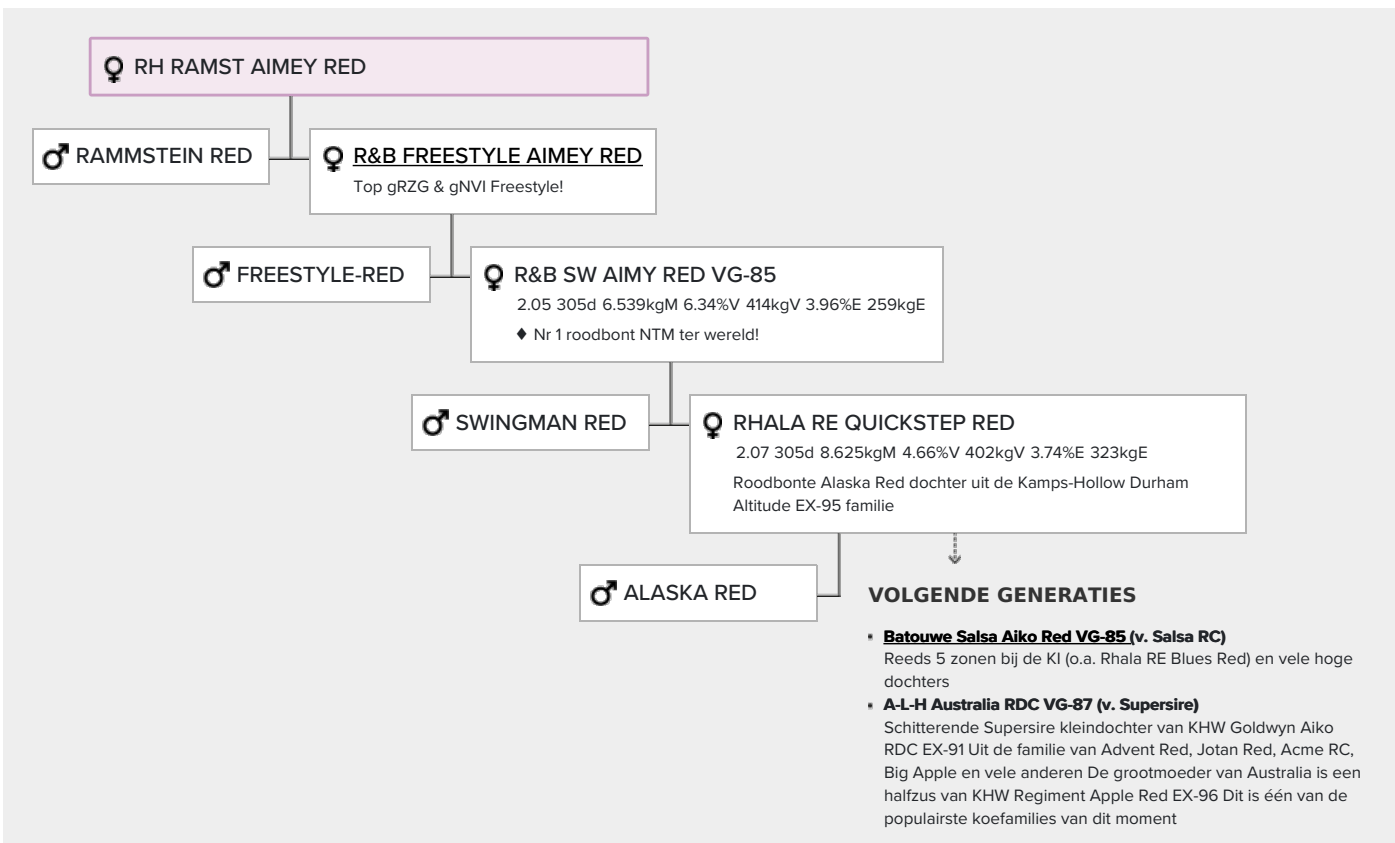 ♀ RH RAMST AIMEY RED
♂ RAMMSTEIN RED
♀ R&B FREESTYLE AIMEY RED
Top gRZG & gNVI Freestyle!
♂ FREESTYLE-RED
♀ R&B SW AIMY RED VG-85
2.05 305d 6.539kgM 6.34%V 414kgV 3.96%E 259kgE
♦ Nr 1 roodbont NTM ter wereld!
♂ SWINGMAN RED
♀ RHALA RE QUICKSTEP RED
2.07 305d 8.625kgM 4.66%V 402kgV 3.74%E 323kgE
Roodbonte Alaska Red dochter uit de Kamps-Hollow Durham
Altitude EX-95 familie
♂ ALASKA RED
VOLGENDE GENERATIES
▪ Batouwe Salsa Aiko Red VG-85 (v. Salsa RC)
Reeds 5 zonen bij de KI (o.a. Rhala RE Blues Red) en vele hoge
dochters
▪ A-L-H Australia RDC VG-87 (v. Supersire)
Schitterende Supersire kleindochter van KHW Goldwyn Aiko
RDC EX-91 Uit de familie van Advent Red, Jotan Red, Acme RC,
Big Apple en vele anderen De grootmoeder van Australia is een
halfzus van KHW Regiment Apple Red EX-96 Dit is één van de
populairste koefamilies van dit moment